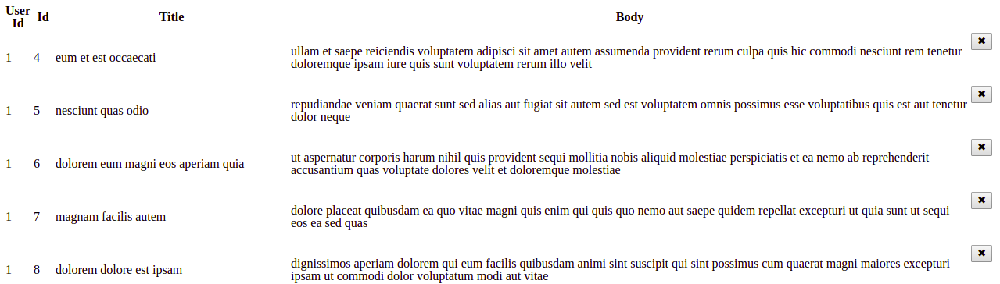 User Id Id Title Body
1 4 eum et est occaecati ullam et saepe reiciendis voluptatem adipisci sit amet autem assumenda provident rerum culpa quis hic commodi nesciunt rem tenetur ✖
doloremque ipsam iure quis sunt voluptatem rerum illo velit
1 5 nesciunt quas odio repudiandae veniam quaerat sunt sed alias aut fugiat sit autem sed est voluptatem omnis possimus esse voluptatibus quis est aut tenetur ✖
dolor neque
1 6 dolorem eum magni eos aperiam quia ut aspernatur corporis harum nihil quis provident sequi mollitia nobis aliquid molestiae perspiciatis et ea nemo ab reprehenderit ✖
accusantium quas voluptate dolores velit et doloremque molestiae
1 7 magnam facilis autem dolore placeat quibusdam ea quo vitae magni quis enim qui quis quo nemo aut saepe quidem repellat excepturi ut quia sunt ut sequi ✖
eos ea sed quas
1 8 dolorem dolore est ipsam dignissimos aperiam dolorem qui eum facilis quibusdam animi sint suscipit qui sint possimus cum quaerat magni maiores excepturi ✖
ipsam ut commodi dolor voluptatum modi aut vitae